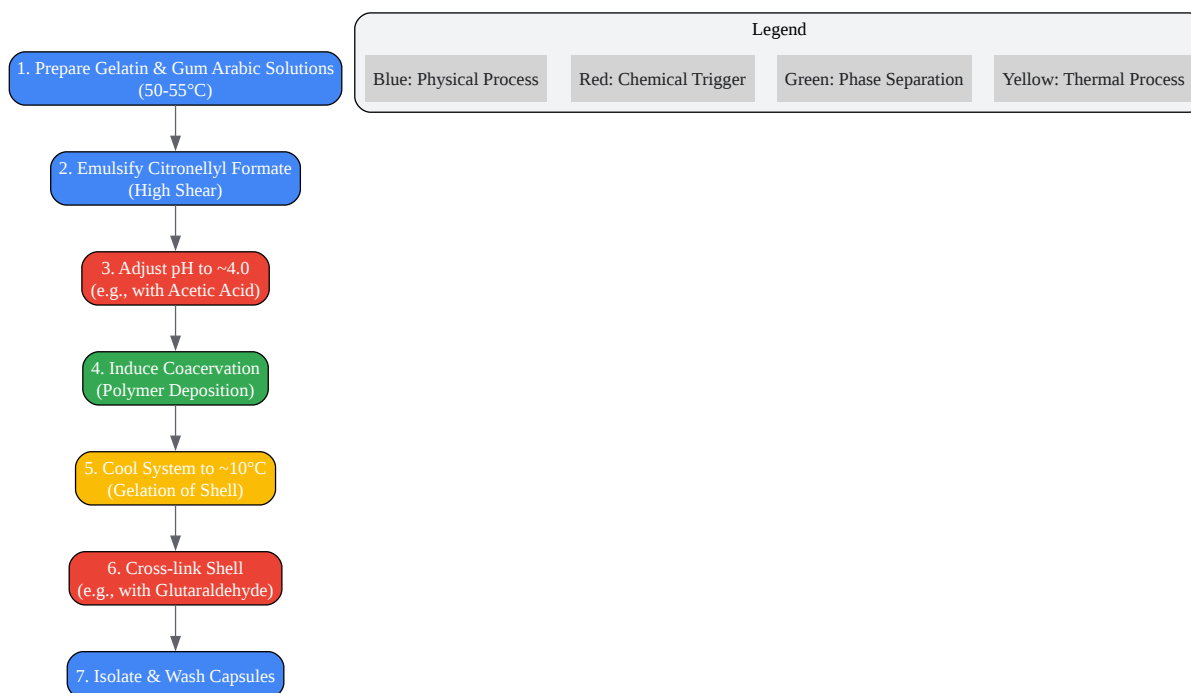 Legend
Blue: Physical Process
Red: Chemical Trigger
Green: Phase Separation
Yellow: Thermal Process
1. Prepare Gelatin & Gum Arabic Solutions
(50-55°C)
2. Emulsify Citronellyl Formate
(High Shear)
3. Adjust pH to ~4.0
(e.g., with Acetic Acid)
4. Induce Coacervation
(Polymer Deposition)
5. Cool System to ~10°C
(Gelation of Shell)
6. Cross-link Shell
(e.g., with Glutaraldehyde)
7. Isolate & Wash Capsules